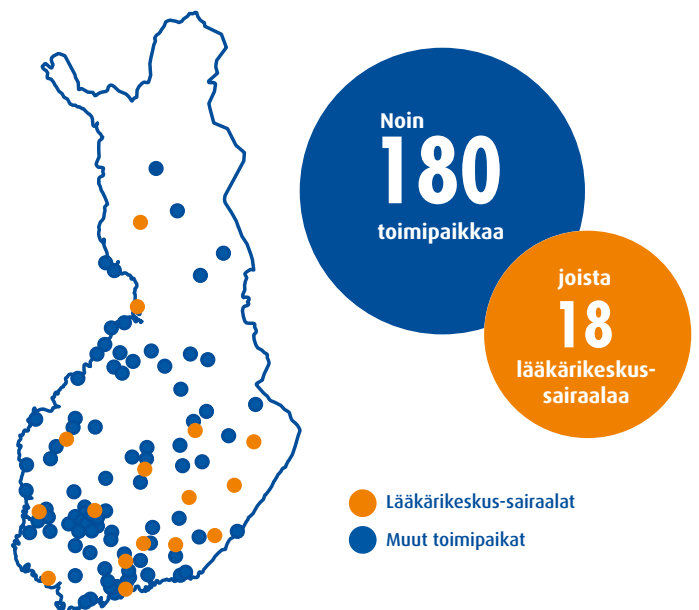 Noin
180
toimipaikkaa
joista
18
lääkärikeskus-
sairaalaa
Lääkärikeskus-sairaalat
Muut toimipaikat